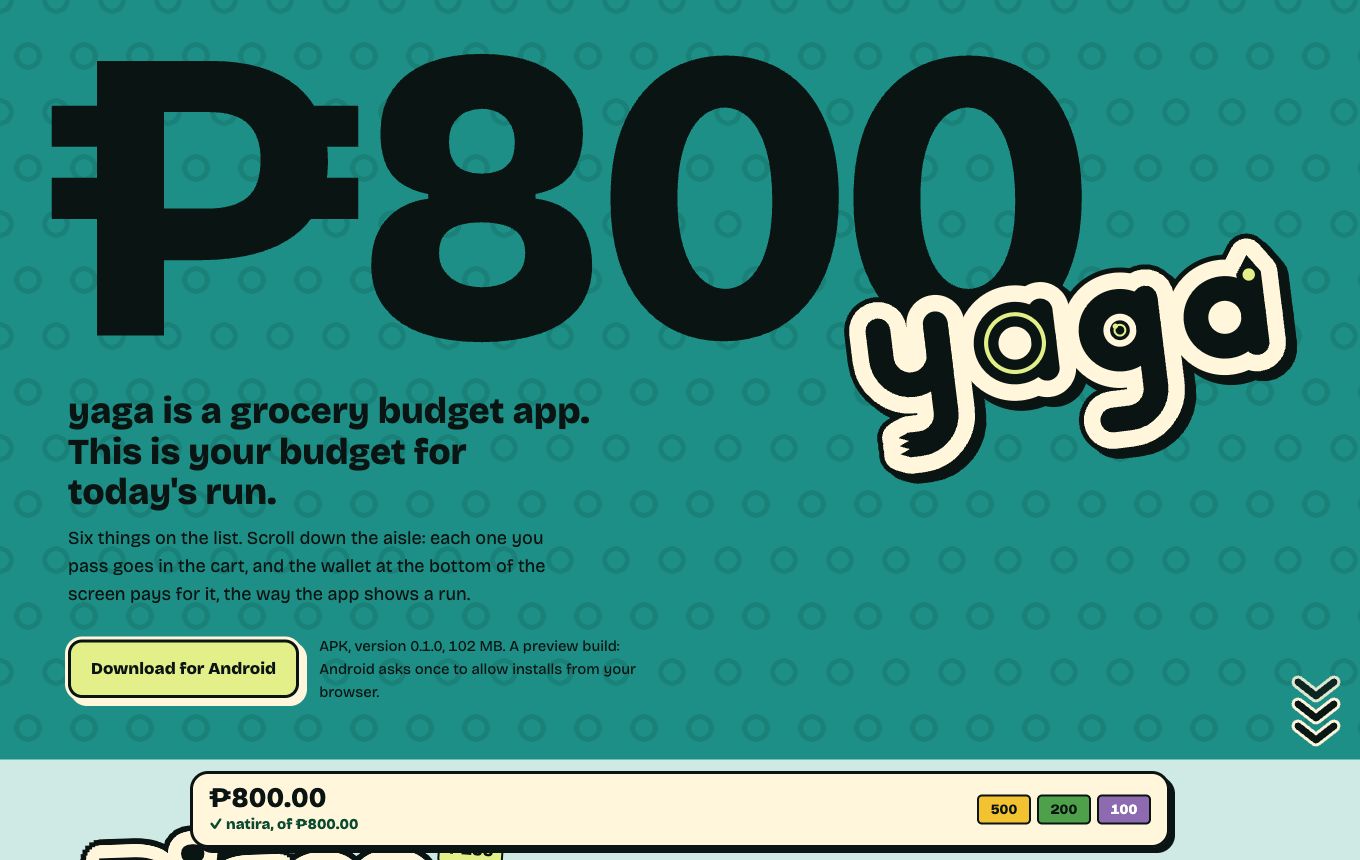 ₱800
yaga
yaga is a grocery budget app.
This is your budget for
today's run.
Six things on the list. Scroll down the aisle: each one you
pass goes in the cart, and the wallet at the bottom of the
screen pays for it, the way the app shows a run.
Download for Android
APK, version 0.1.0, 102 MB. A preview build:
Android asks once to allow installs from your
browser.
₱800.00
✓ natira, of ₱800.00
500
200
100